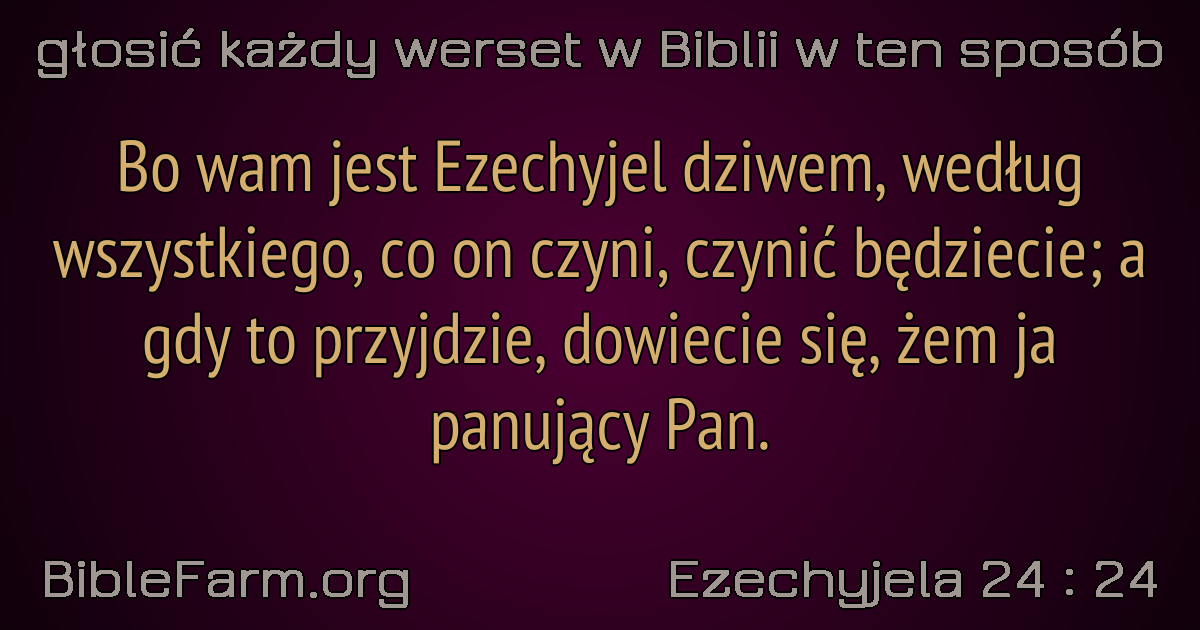 głosić każdy werset w Biblii w ten sposób
Bo wam jest Ezechyjel dziwem, według
wszystkiego, co on czyni, czynić będziecie; a
gdy to przyjdzie, dowiecie się, żem ja
panujący Pan.
BibleFarm.org
Ezechyjela 24 : 24